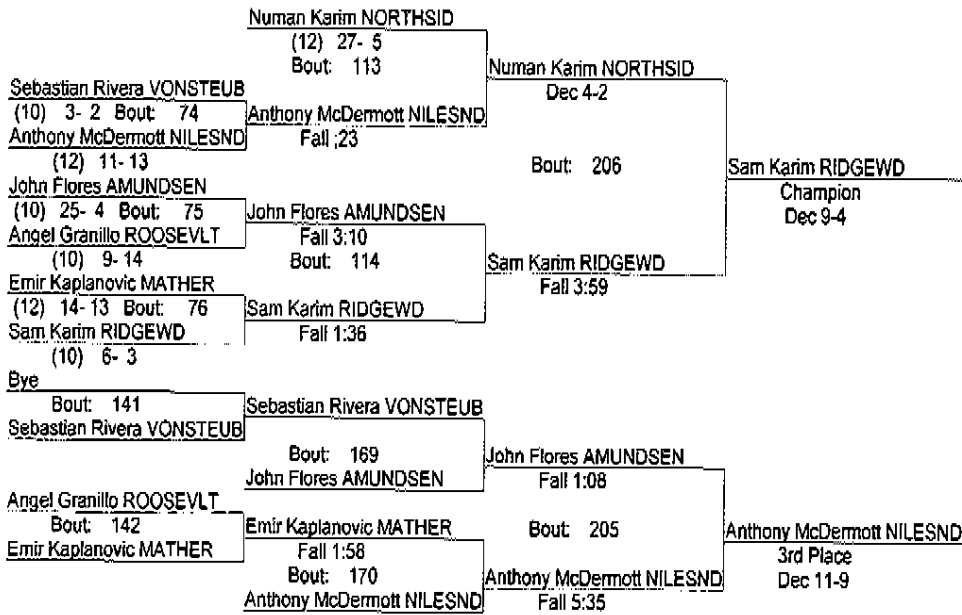 Numan Karim NORTHSID
(12) 27- 5
Bout: 113
Numan Karim NORTHSID
Dec 4-2
Sebastian Rivera VONSTEUB
(10) 3- 2 Bout: 74
Anthony McDermott NILESND
Fall ;23
Anthony McDermott NILESND
(12) 11- 13
Bout: 206
Sam Karim RIDGEWD
Champion
Dec 9-4
John Flores AMUNDSEN
(10) 25- 4 Bout: 75
John Flores AMUNDSEN
Fall 3:10
Bout: 114
Angel Granillo ROOSEVLT
(10) 9- 14
Sam Karim RIDGEWD
Fall 3:59
Emir Kaplanovic MATHER
(12) 14- 13 Bout: 76
Sam Karim RIDGEWD
Fall 1:36
Sam Karim RIDGEWD
(10) 6- 3
Bye
Bout: 141
Sebastian Rivera VONSTEUB
Sebastian Rivera VONSTEUB
Bout: 169
John Flores AMUNDSEN
John Flores AMUNDSEN
Fall 1:08
Angel Granillo ROOSEVLT
Bout: 142
Emir Kaplanovic MATHER
Emir Kaplanovic MATHER
Fall 1:58
Bout: 170
Bout: 205
Anthony McDermott NILESND
3rd Place
Dec 11-9
Anthony McDermott NILESND
Fall 5:35
Anthony McDermott NILESND